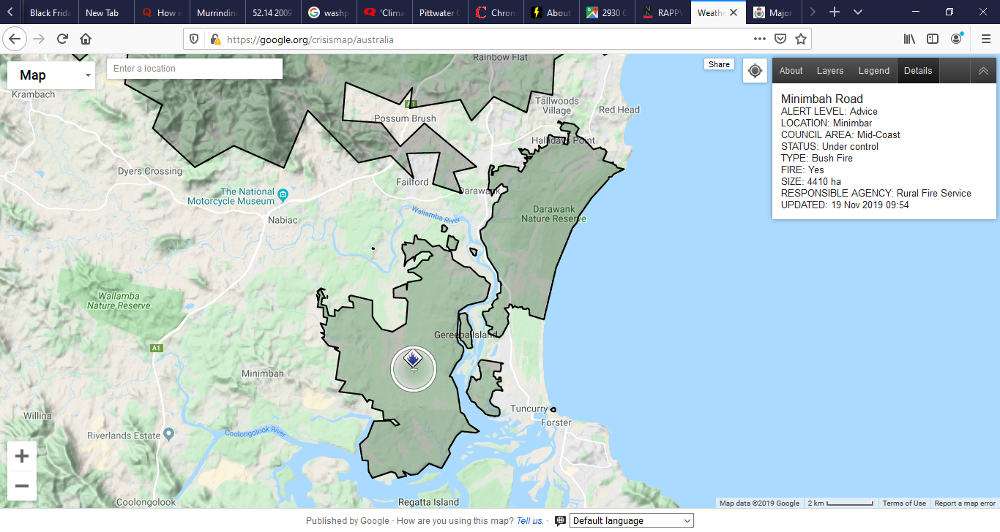 Black Frida
New Tab
How is
Murrindind
52.14 2009
washp
'Clima
Pittwater C
Chron
About
2930 C
RAPPV
Weathe
Major
https://google.org/crisismap/australia
Map
Enter a location
Share
About
Layers
Legend
Details
Minimbah Road
ALERT LEVEL: Advice
LOCATION: Minimbar
COUNCIL AREA: Mid-Coast
STATUS: Under control
TYPE: Bush Fire
FIRE: Yes
SIZE: 4410 ha
RESPONSIBLE AGENCY: Rural Fire Service
UPDATED: 19 Nov 2019 09:54
Rainbow Flat
Krambach
A1
Tallwoods
Village
Red Head
Possum Brush
Hallidays Point
Dyers Crossing
Failford
The National
Motorcycle Museum
Darawank
Nabiac
Wallamba River
Darawank
Nature Reserve
Wallamba
Nature Reserve
Gereeba Island
A1
Minimbah
Tuncurry
Forster
Willina
Riverlands Estate
Coolongolook River
Coolongolook
Regatta Island
Map data ©2019 Google
2 km
Terms of Use
Report a map error
Published by Google · How are you using this map? Tell us. ·
Default language